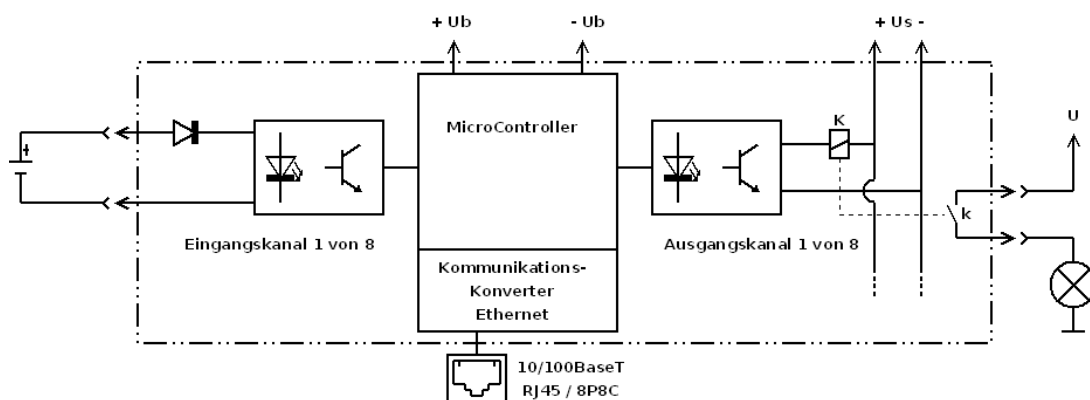 + Ub
- Ub
+ Us -
U
K
MicroController
k
Eingangskanal 1 von 8
Ausgangskanal 1 von 8
Kommunikations-
Konverter
Ethernet
10/100BaseT
RJ45 / 8P8C